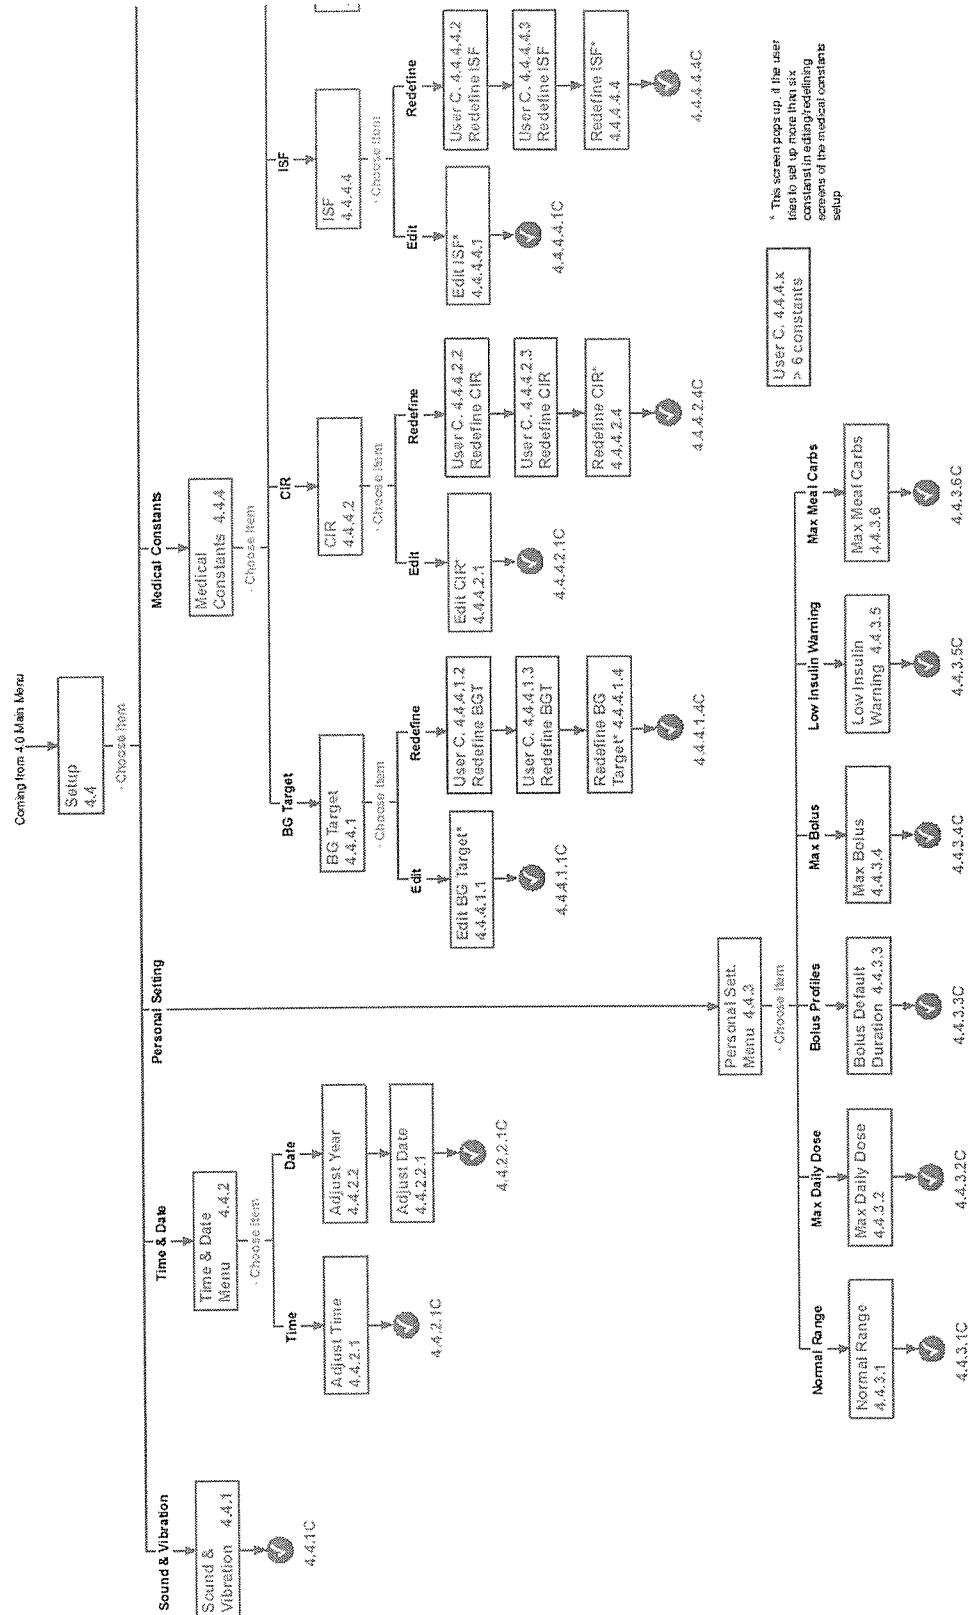 Coming from 4.0 Main Menu
Setup
4.4
- Choose Item
Sound & Vibration
Sound &
Vibration 4.4.1
4.4.1C
Time & Date
Time & Date
Menu 4.4.2
- Choose Item
Time
Adjust Time
4.4.2.1
4.4.2.1C
Date
Adjust Year
4.4.2.2
Adjust Date
4.4.2.2.1
4.4.2.2.1C
Personal Setting
Personal Sett.
Menu 4.4.3
- Choose Item
Normal Range
Normal Range
4.4.3.1
4.4.3.1C
Max Daily Dose
Max Daily Dose
4.4.3.2
4.4.3.2C
Bolus Profiles
Bolus Default
Duration 4.4.3.3
4.4.3.3C
Max Bolus
Max Bolus
4.4.3.4
4.4.3.4C
Low Insulin Warning
Low Insulin
Warning 4.4.3.5
4.4.3.5C
Max Meal Carbs
Max Meal Carbs
4.4.3.6
4.4.3.6C
Medical Constants
Medical
Constants 4.4.4
- Choose Item
BG Target
BG Target
4.4.4.1
- Choose Item
Edit
Edit BG Target*
4.4.4.1.1
4.4.4.1.1C
Redefine
User C. 4.4.4.1.2
Redefine BGT
User C. 4.4.4.1.3
Redefine BGT
Redefine BG
Target* 4.4.4.1.4
4.4.4.1.4C
CIR
CIR
4.4.4.2
- Choose Item
Edit
Edit CIR*
4.4.4.2.1
4.4.4.2.1C
Redefine
User C. 4.4.4.2.2
Redefine CIR
User C. 4.4.4.2.3
Redefine CIR
Redefine CIR*
4.4.4.2.4
4.4.4.2.4C
ISF
ISF
4.4.4.4
- Choose Item
Edit
Edit ISF*
4.4.4.4.1
4.4.4.4.1C
Redefine
User C. 4.4.4.4.2
Redefine ISF
User C. 4.4.4.4.3
Redefine ISF
Redefine ISF*
4.4.4.4.4
4.4.4.4.4C
User C. 4.4.4.x
> 6 constants
* This screen pops up, if the user
tries to set up more than six
constanst in editing/redefining
screens of the medical constants
setup